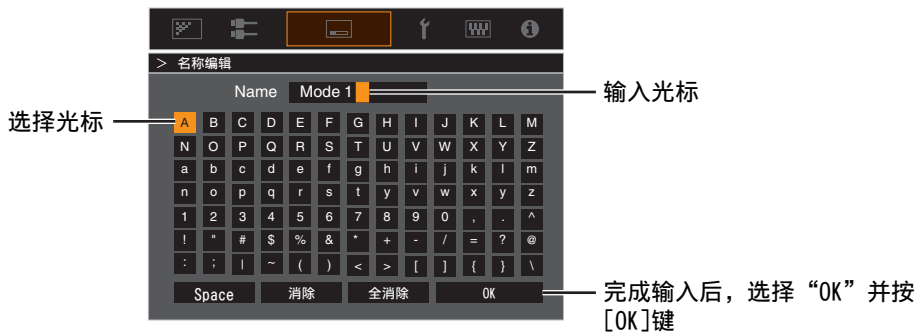 > 名称编辑
Name Mode 1
输入光标
选择光标
A B C D E F G H I J K L M
N O P Q R S T U V W X Y Z
a b c d e f g h i j k l m
n o p q r s t y v w x y z
1 2 3 4 5 6 7 8 9 0 , . ^
! " # $ % & * + - / = ? @
: ; | ~ ( ) < > [ ] { } \
Space 消除 全消除 OK
完成输入后，选择“OK”并按
[OK]键